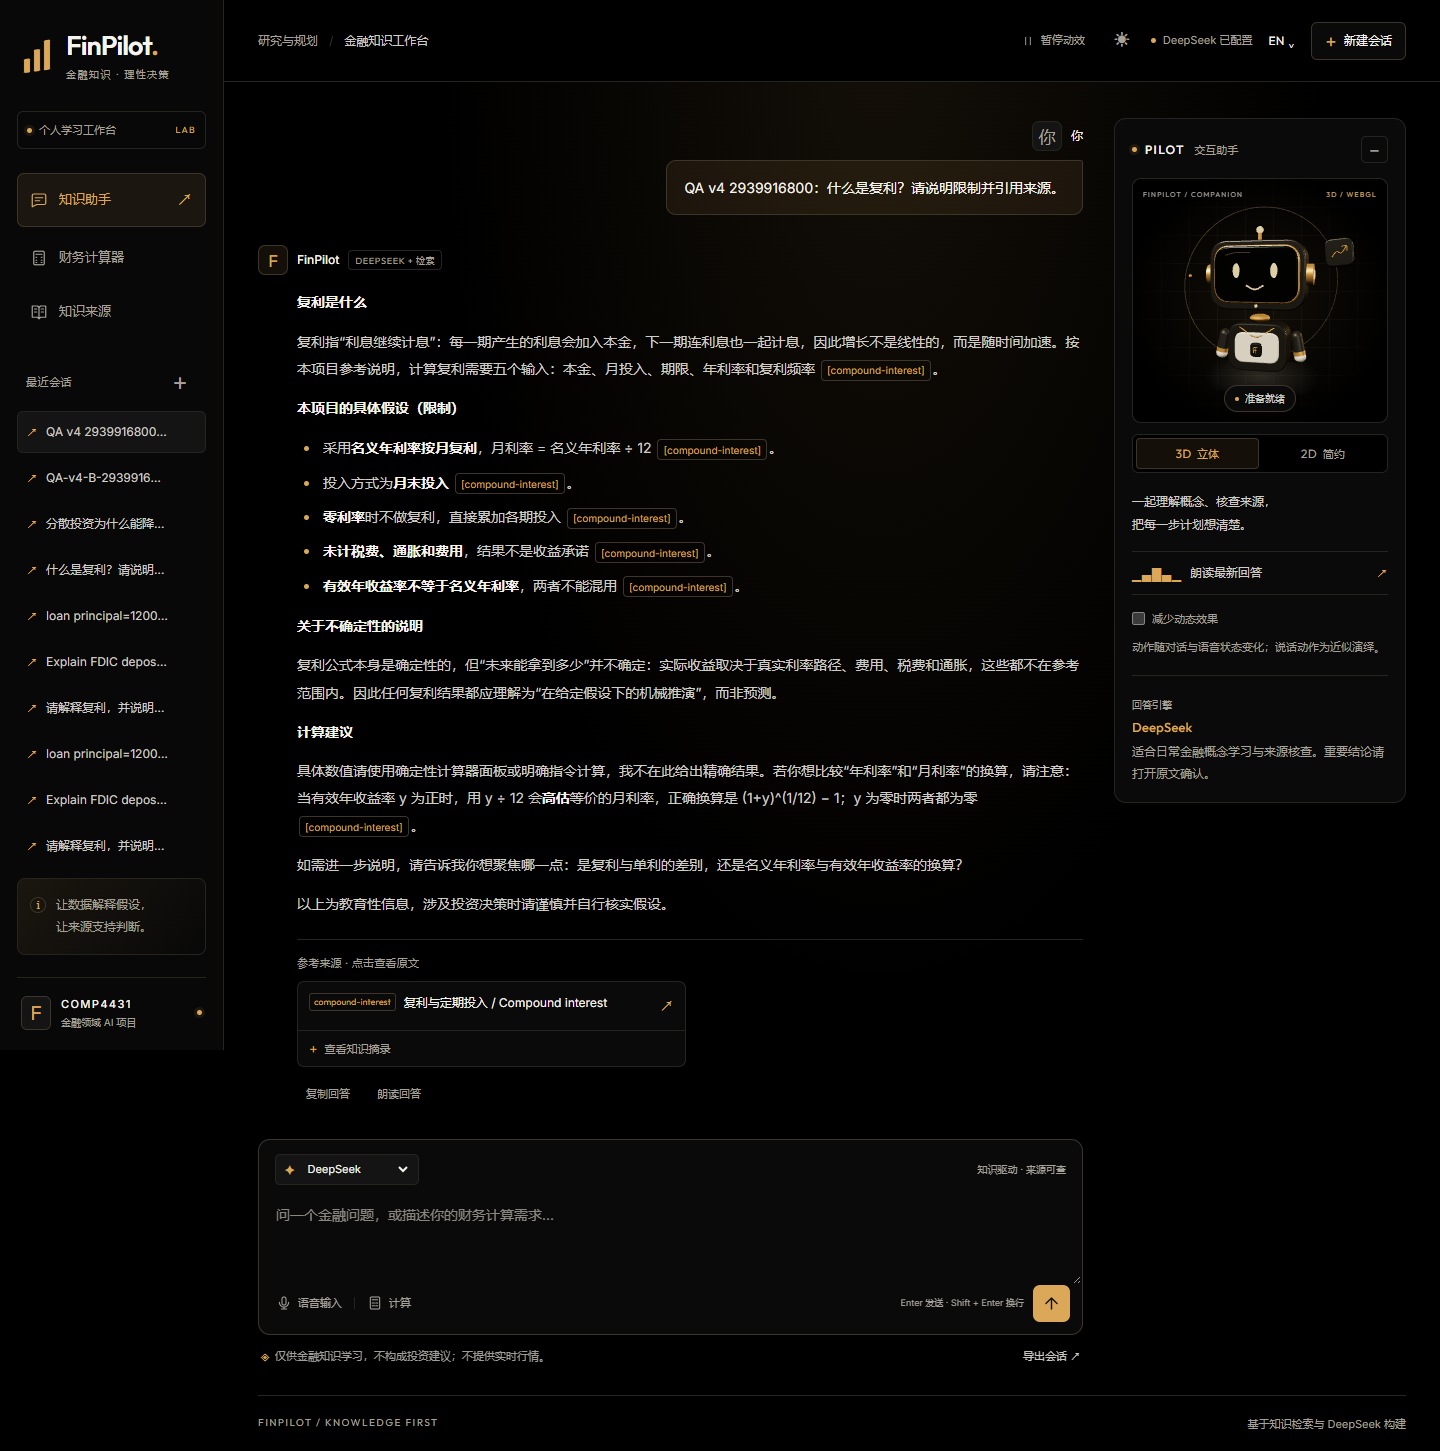 FinPilot.
金融知识 · 理性决策
个人学习工作台
LAB
知识助手
财务计算器
知识来源
最近会话
QA v4 2939916800...
QA-v4-B-2939916...
分散投资为什么能降...
什么是复利？请说明...
loan principal=1200...
Explain FDIC depos...
请解释复利，并说明...
loan principal=1200...
Explain FDIC depos...
请解释复利，并说明...
让数据解释假设，
让来源支持判断。
F
COMP4431
金融领域 AI 项目
研究与规划 / 金融知识工作台
暂停动效
DeepSeek 已配置
EN
+ 新建会话
你 你
QA v4 2939916800：什么是复利？请说明限制并引用来源。
F FinPilot DEEPSEEK + 检索
复利是什么
复利指“利息继续计息”：每一期产生的利息会加入本金，下一期连利息也一起计息，因此增长不是线性的，而是随时间加速。按
本项目参考说明，计算复利需要五个输入：本金、月投入、期限、年利率和复利频率 [compound-interest] 。
本项目的具体假设（限制）
• 采用名义年利率按月复利，月利率 = 名义年利率 ÷ 12 [compound-interest] 。
• 投入方式为月末投入 [compound-interest] 。
• 零利率时不做复利，直接累加各期投入 [compound-interest] 。
• 未计税费、通胀和费用，结果不是收益承诺 [compound-interest] 。
• 有效年收益率不等于名义年利率，两者不能混用 [compound-interest] 。
关于不确定性的说明
复利公式本身是确定性的，但“未来能拿到多少”并不确定：实际收益取决于真实利率路径、费用、税费和通胀，这些都不在参考
范围内。因此任何复利结果都应理解为“在给定假设下的机械推演”，而非预测。
计算建议
具体数值请使用确定性计算器面板或明确指令计算，我不在此给出精确结果。若你想比较“年利率”和“月利率”的换算，请注意：
当有效年收益率 y 为正时，用 y ÷ 12 会高估等价的月利率，正确换算是 (1+y)^(1/12) − 1；y 为零时两者都为零
[compound-interest] 。
如需进一步说明，请告诉我你想聚焦哪一点：是复利与单利的差别，还是名义年利率与有效年收益率的换算？
以上为教育性信息，涉及投资决策时请谨慎并自行核实假设。
参考来源 · 点击查看原文
compound-interest 复利与定期投入 / Compound interest
+ 查看知识摘录
复制回答 朗读回答
DeepSeek
知识驱动 · 来源可查
问一个金融问题，或描述你的财务计算需求...
语音输入
计算
Enter 发送 · Shift + Enter 换行
仅供金融知识学习，不构成投资建议；不提供实时行情。
导出会话 ↗
FINPILOT / KNOWLEDGE FIRST
基于知识检索与 DeepSeek 构建
PILOT 交互助手
FINPILOT / COMPANION
3D / WEBGL
准备就绪
3D 立体
2D 简约
一起理解概念、核查来源，
把每一步计划想清楚。
朗读最新回答
减少动态效果
动作随对话与语音状态变化；说话动作为近似演绎。
回答引擎
DeepSeek
适合日常金融概念学习与来源核查。重要结论请
打开原文确认。